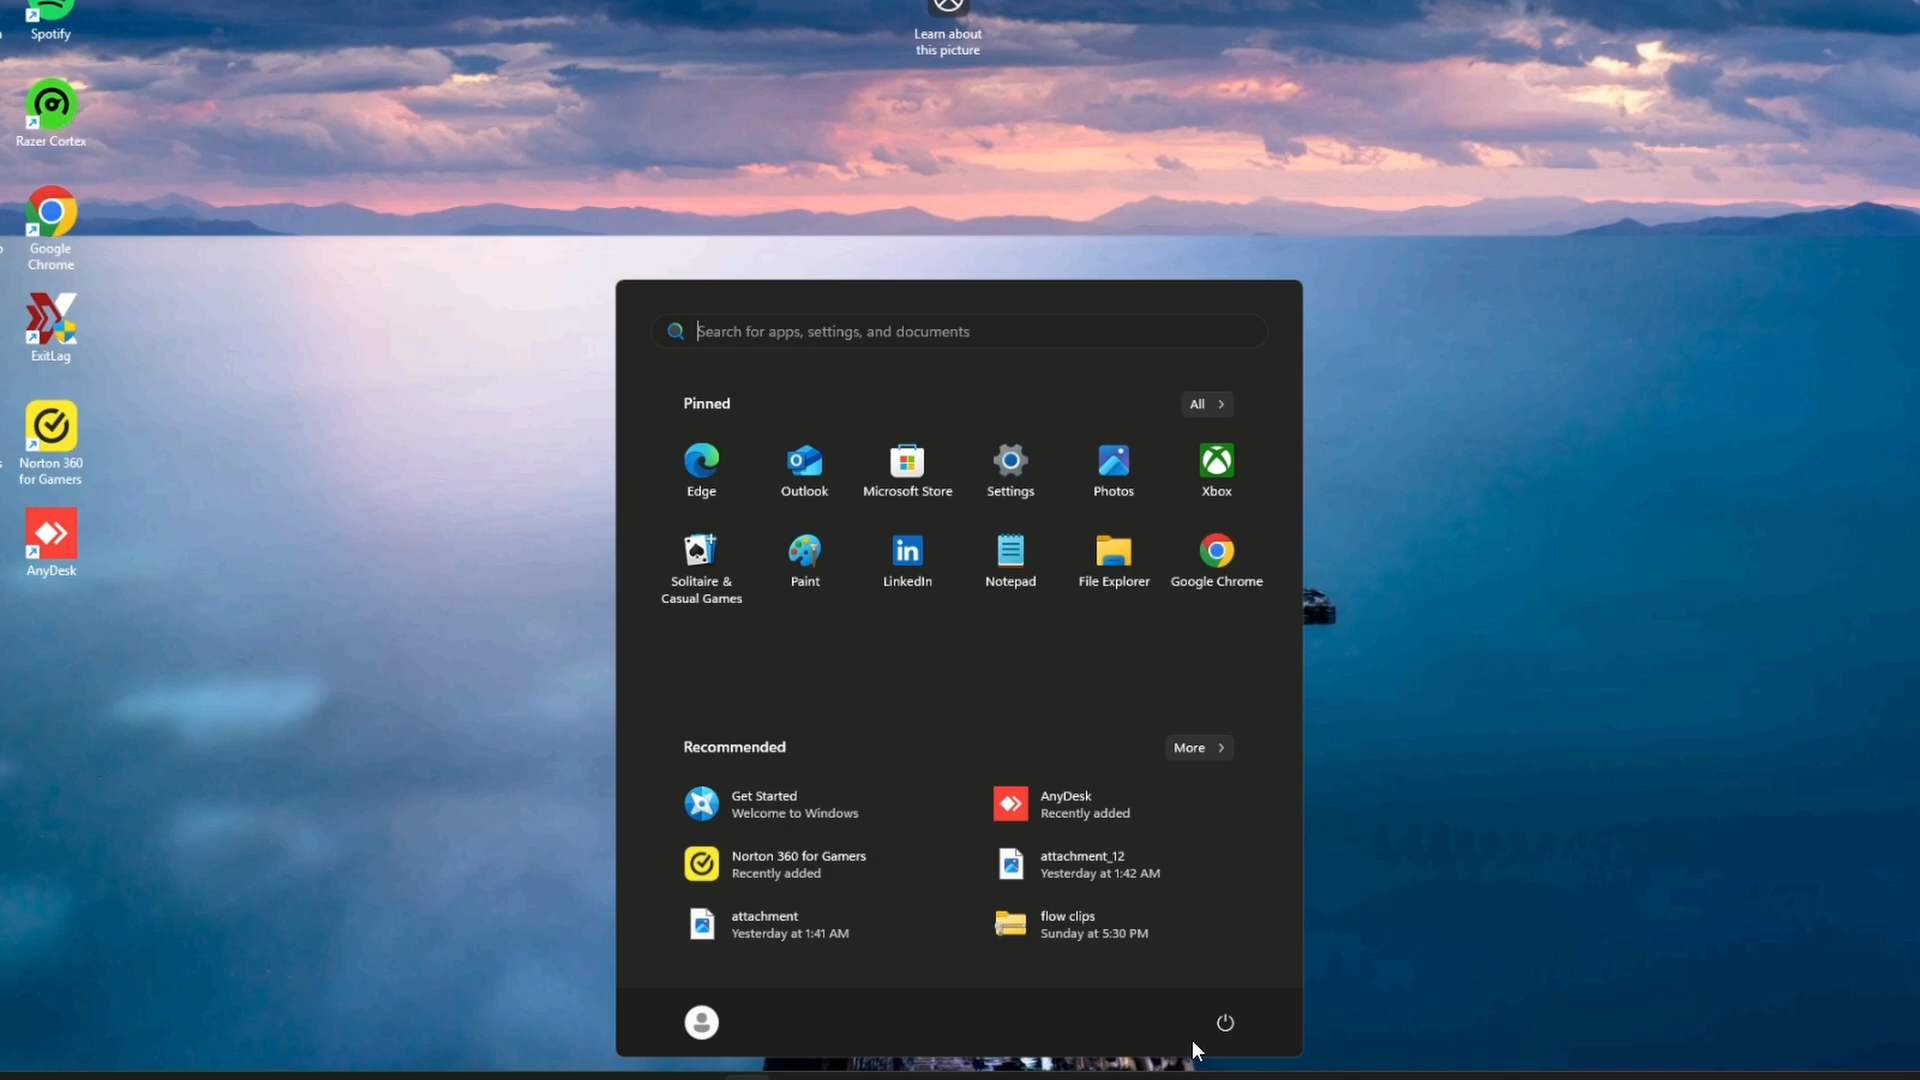 Spotify
Learn about
this picture
Razer Cortex
Google
Chrome
ExitLag
Norton 360
for Gamers
AnyDesk
Search for apps, settings, and documents
Pinned
All
Edge
Outlook
Microsoft Store
Settings
Photos
Xbox
Solitaire &
Casual Games
Paint
LinkedIn
Notepad
File Explorer
Google Chrome
Recommended
More
Get Started
Welcome to Windows
AnyDesk
Recently added
Norton 360 for Gamers
Recently added
attachment_12
Yesterday at 1:42 AM
attachment
Yesterday at 1:41 AM
flow clips
Sunday at 5:30 PM